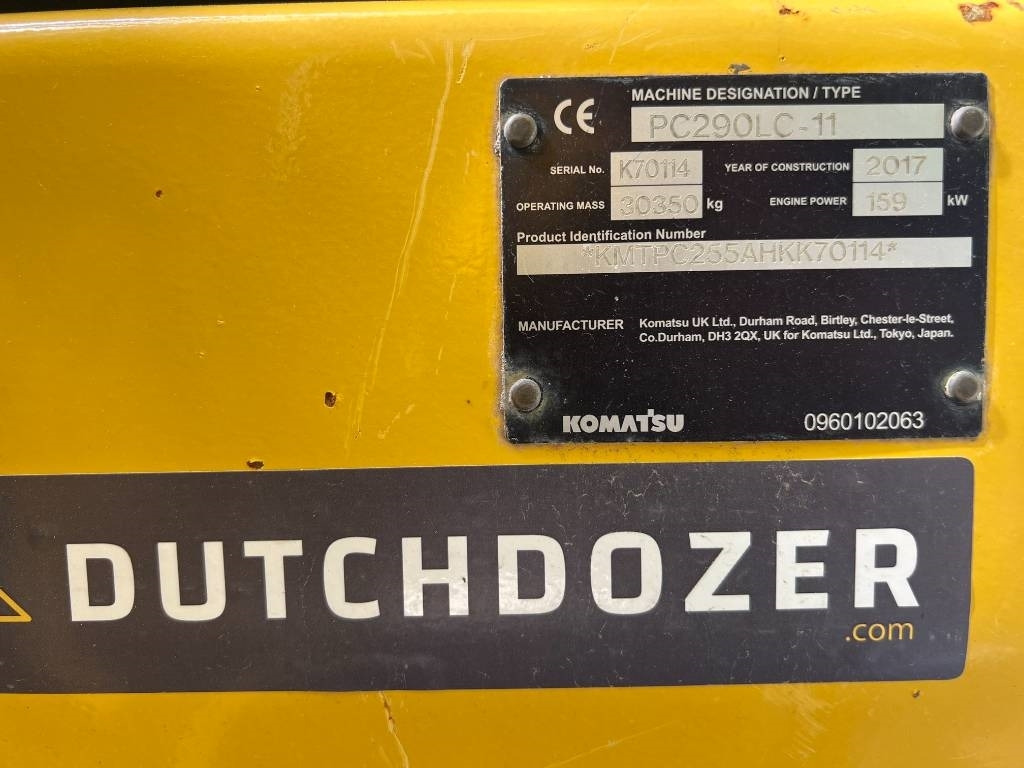 CE
MACHINE DESIGNATION / TYPE
PC290LC-11
SERIAL No. K70114 YEAR OF CONSTRUCTION 2017
OPERATING MASS 30350 kg ENGINE POWER 159 kW
Product Identification Number
*KMTPC255AHKK70114*
MANUFACTURER Komatsu UK Ltd., Durham Road, Birtley, Chester-le-Street,
Co.Durham, DH3 2QX, UK for Komatsu Ltd., Tokyo, Japan.
KOMATSU 0960102063
DUTCHDOZER
.com